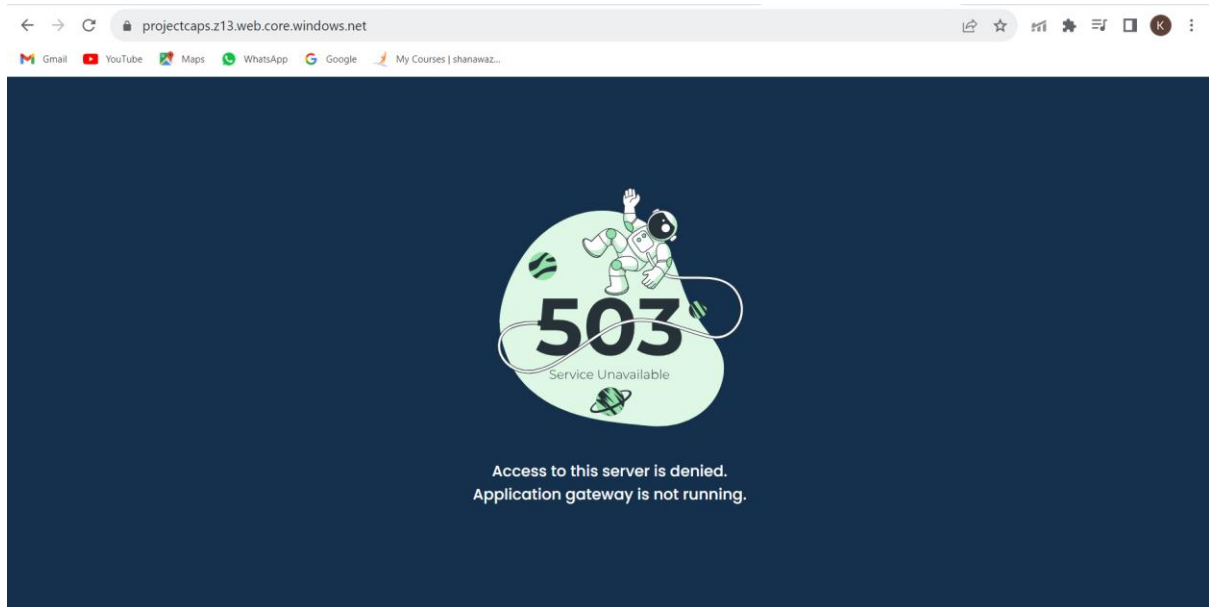 projectcaps.z13.web.core.windows.net
K
Gmail YouTube Maps WhatsApp Google My Courses | shanawaz...
503
Service Unavailable
Access to this server is denied.
Application gateway is not running.